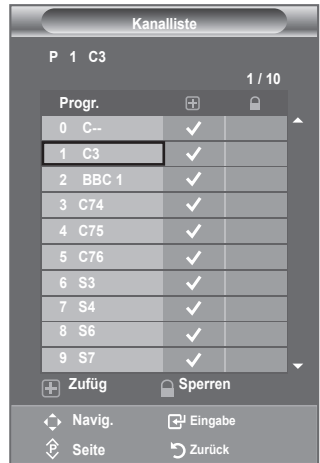 Kanalliste
P 1 C3
1 / 10
Progr.
0 C--
1 C3
2 BBC 1
3 C74
4 C75
5 C76
6 S3
7 S4
8 S6
9 S7
Zufüg Sperren
Navig. Eingabe
Seite Zurück